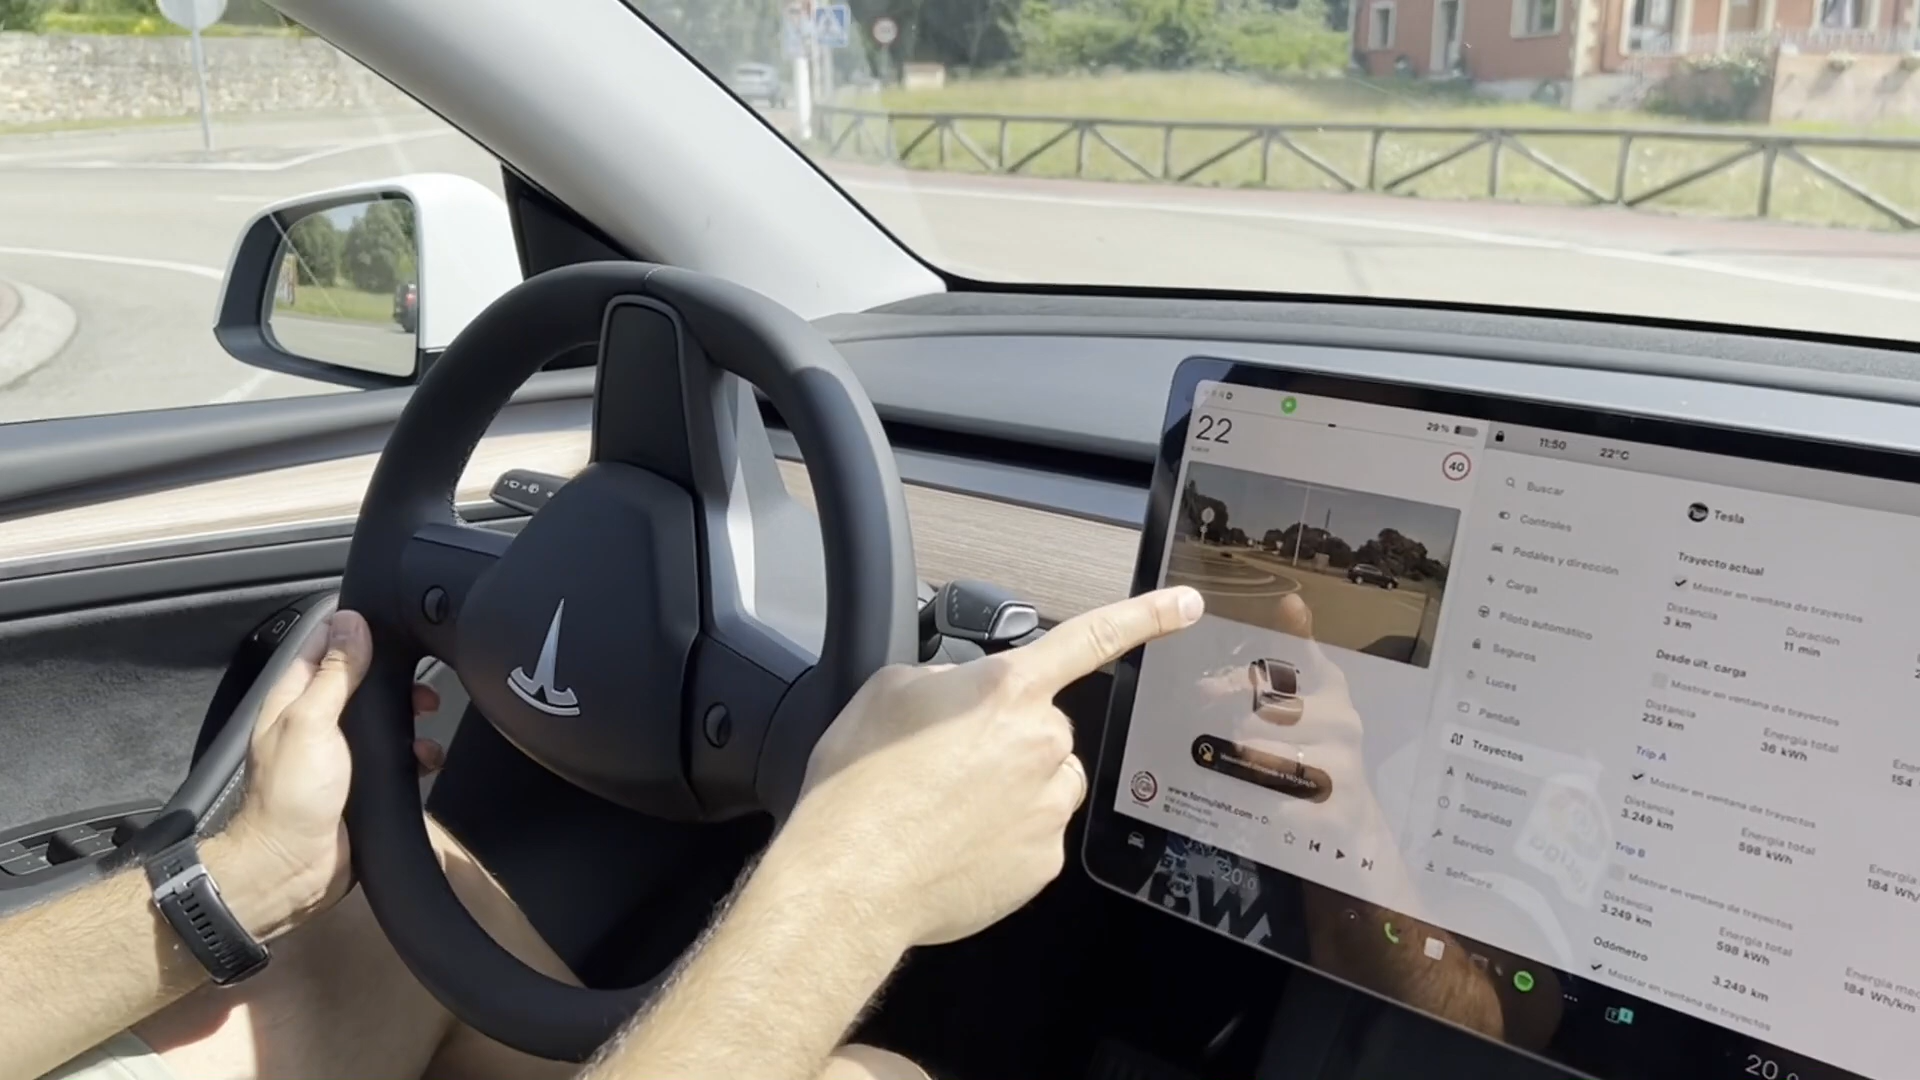 22
29 %
40
11:50
22°C
Buscar
Controles
Pedales y dirección
Carga
Piloto automático
Seguros
Luces
Pantalla
Trayectos
Navegación
Seguridad
Servicio
Software
Tesla
Trayecto actual
Mostrar en ventana de trayectos
Distancia
3 km
Duración
11 min
Desde últ. carga
Mostrar en ventana de trayectos
Distancia
235 km
Energía total
36 kWh
154
Trip A
Mostrar en ventana de trayectos
Distancia
3.249 km
Energía total
598 kWh
184 Wh/
Trip B
Mostrar en ventana de trayectos
Distancia
3.249 km
Energía total
598 kWh
Energía med
184 Wh/km
Odómetro
3.249 km
Mostrar en ventana de trayectos
www.formulahit.com - D
20.0